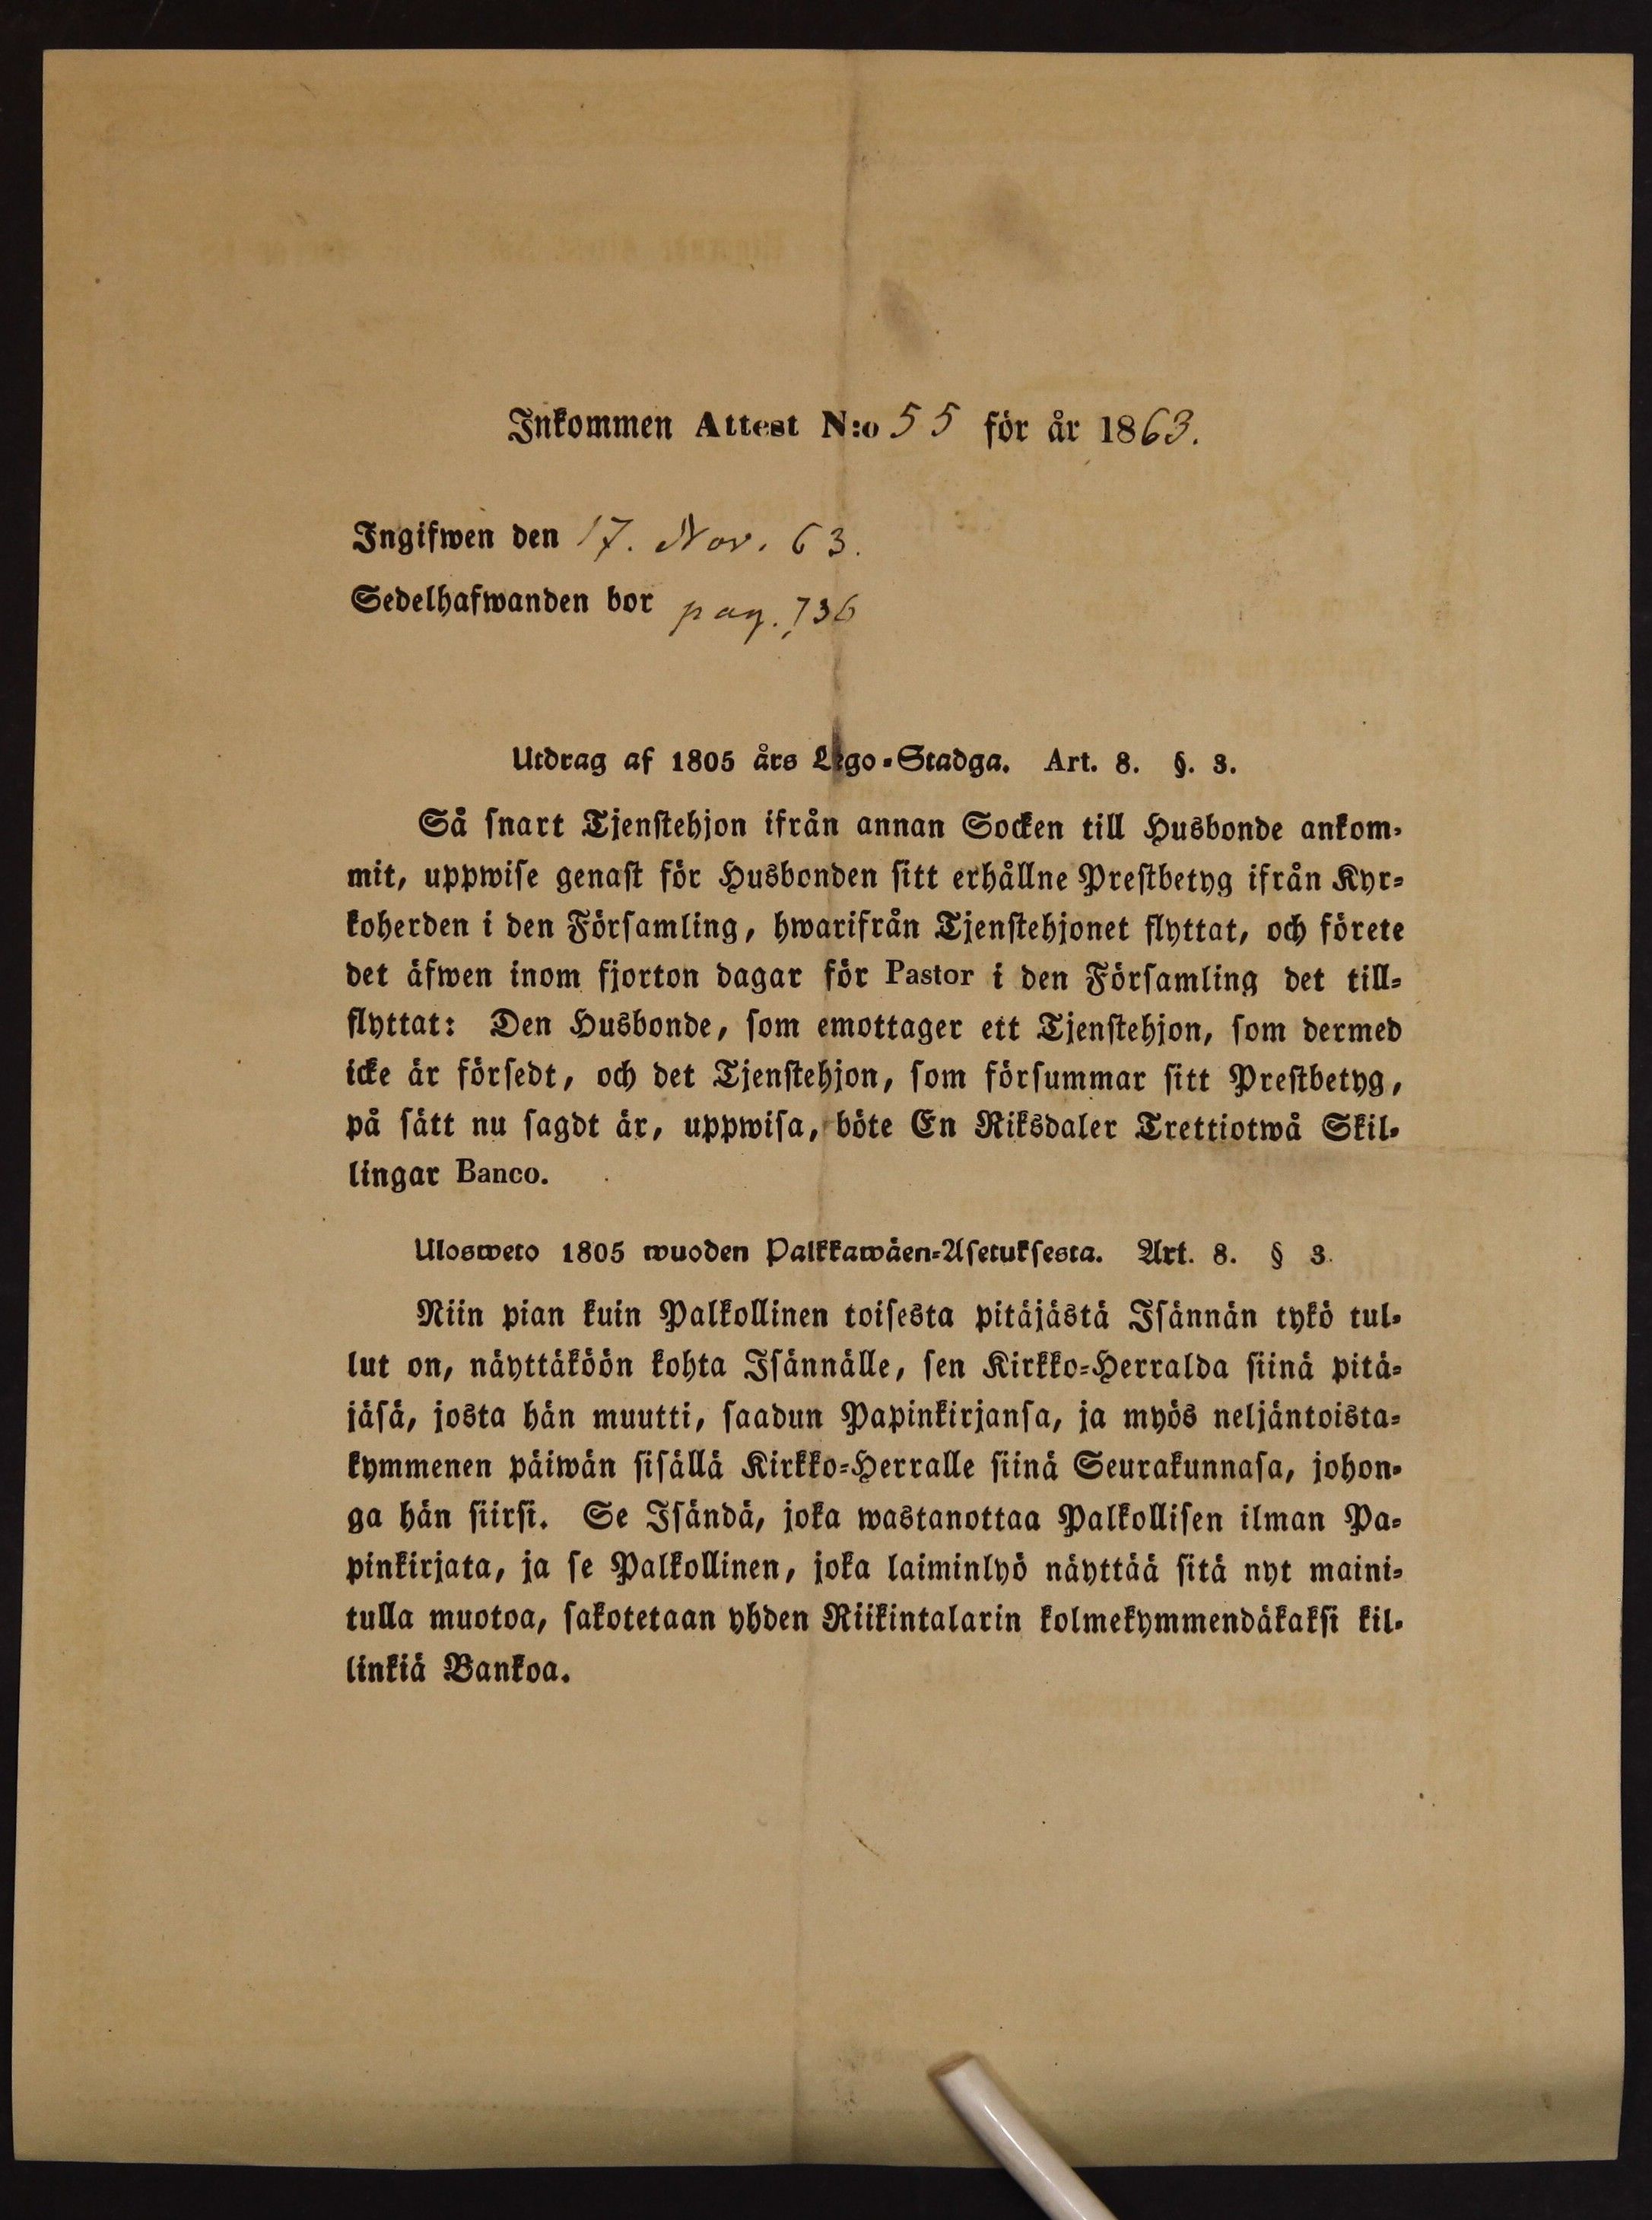 Inkommen Attest N:o 55 för år 1863.
Ingifwen den 17. Nov. 63.
Sedelhafwanden bor pag. 736
Utdrag af 1805 års Lego-Stadga. Art. 8. §. 3.
Så snart Tjenstehjon ifrån annan Socken till Husbonde ankom-
mit, uppwise genast för Husbonden sitt erhållne Prestbetyg ifrån Kyr-
koherden i den Församling, hwarifrån Tjenstehjonet flyttat, och förete
det äfwen inom fjorton dagar för Pastor i den Församling det till-
flyttat: Den Husbonde, som emottager ett Tjenstehjon, som dermed
icke är försedt, och det Tjenstehjon, som försummar sitt Prestbetyg,
på sätt nu sagdt är, uppwisa, böte En Riksdaler Trettiotwå Skil-
lingar Banco.
Ulosweto 1805 wuoden Palkkawäen-Asetuksesta. Art. 8. § 3.
Niin pian kuin Palkollinen toisesta pitäjästä Isännän tykö tul-
lut on, näyttäköön kohta Isännälle, sen Kirkko-Herralda siinä pitä-
jäsä, josta hän muutti, saadun Papinkirjansa, ja myös neljäntoista-
kymmenen päiwän sisällä Kirkko-Herralle siinä Seurakunnasa, johon-
ga hän siirsi. Se Isändä, joka wastanottaa Palkollisen ilman Pa-
pinkirjata, ja se Palkollinen, joka laiminlyö näyttää sitä nyt maini-
tulla muotoa, sakotetaan yhden Riikintalarin kolmekymmendäkaksi kil-
linkiä Bankoa.